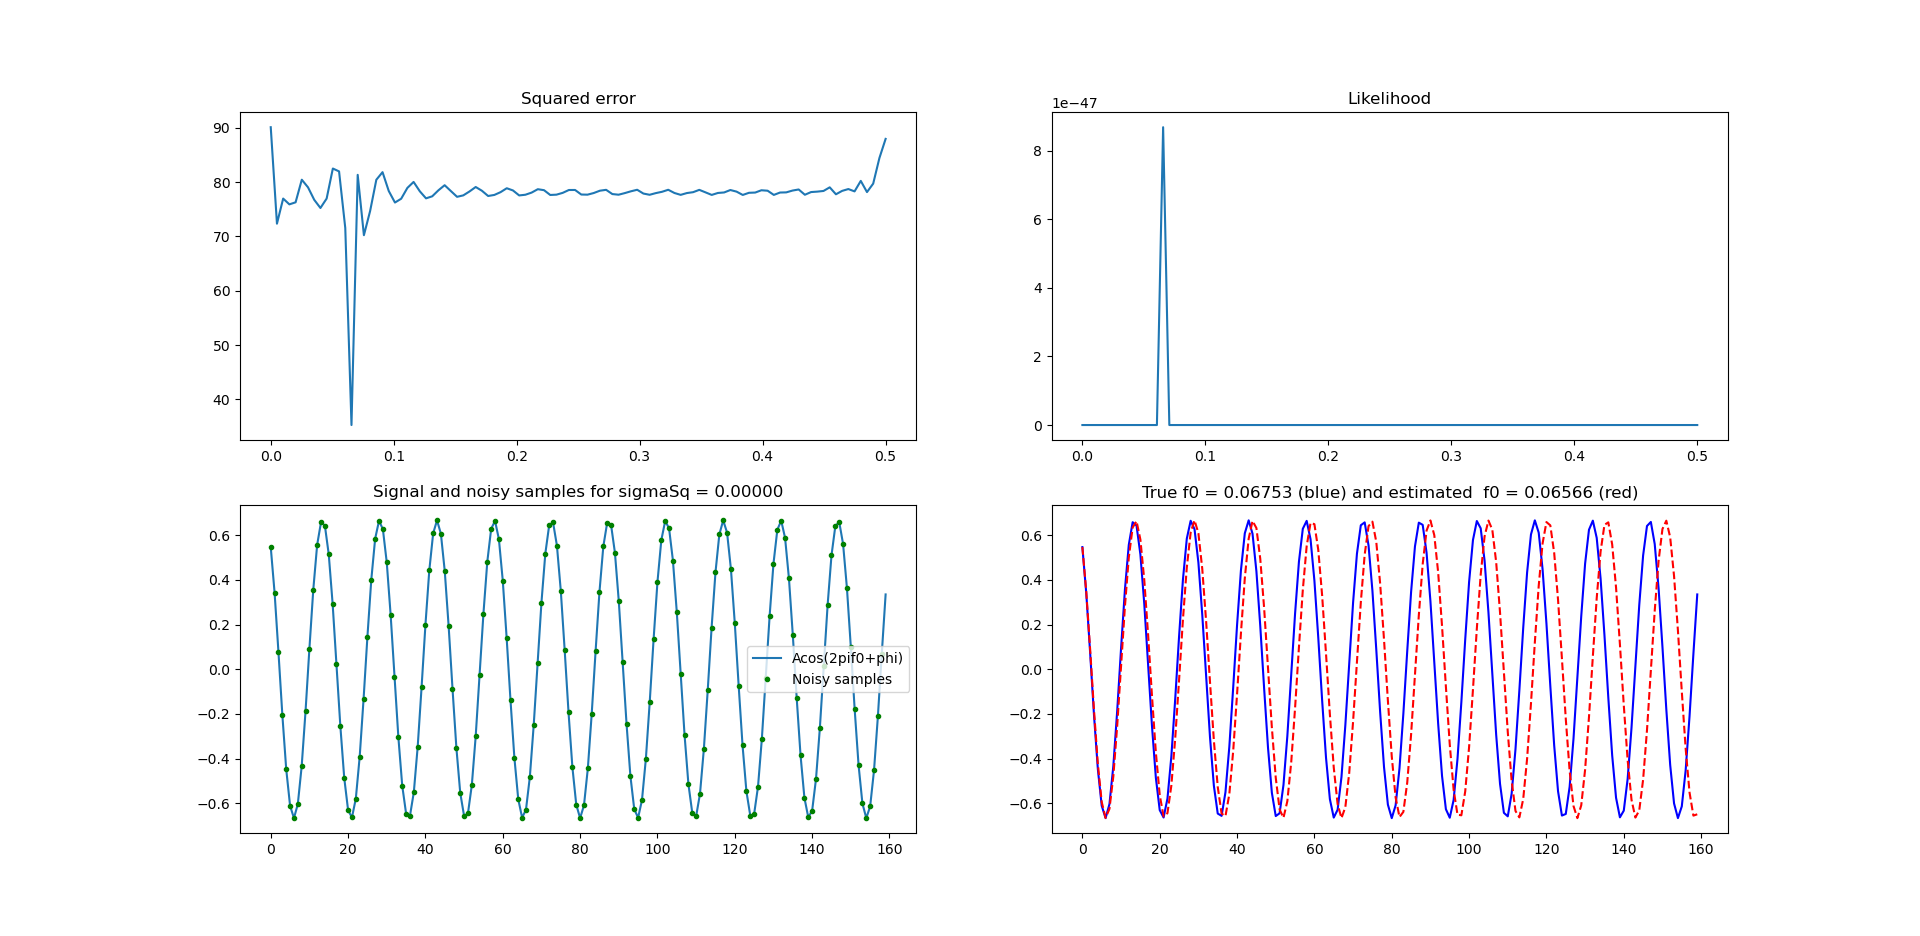 Squared error
90
80
70
60
50
40
0.0 0.1 0.2 0.3 0.4 0.5
Likelihood
1e−47
8
6
4
2
0
0.0 0.1 0.2 0.3 0.4 0.5
Signal and noisy samples for sigmaSq = 0.00000
0.6
0.4
0.2
0.0
−0.2
−0.4
−0.6
Acos(2pif0+phi)
Noisy samples
0 20 40 60 80 100 120 140 160
True f0 = 0.06753 (blue) and estimated  f0 = 0.06566 (red)
0.6
0.4
0.2
0.0
−0.2
−0.4
−0.6
0 20 40 60 80 100 120 140 160